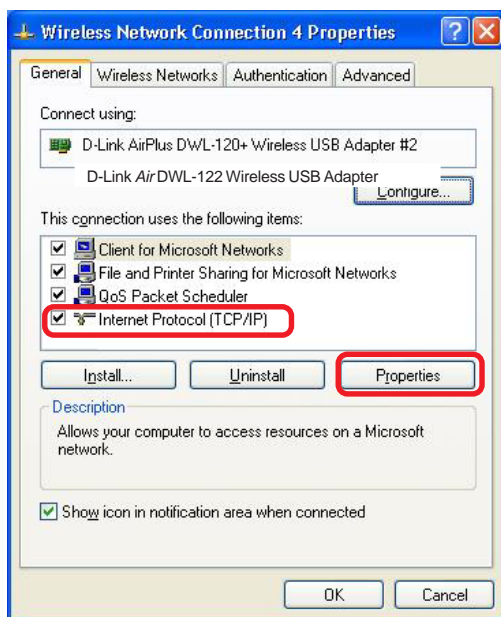 Wireless Network Connection 4 Properties
General Wireless Networks Authentication Advanced
Connect using:
D-Link AirPlus DWL-120+ Wireless USB Adapter #2
D-Link Air DWL-122 Wireless USB Adapter
Configure...
This connection uses the following items:
Client for Microsoft Networks
File and Printer Sharing for Microsoft Networks
QoS Packet Scheduler
Internet Protocol (TCP/IP)
Install... Uninstall Properties
Description
Allows your computer to access resources on a Microsoft
network.
Show icon in notification area when connected
OK Cancel